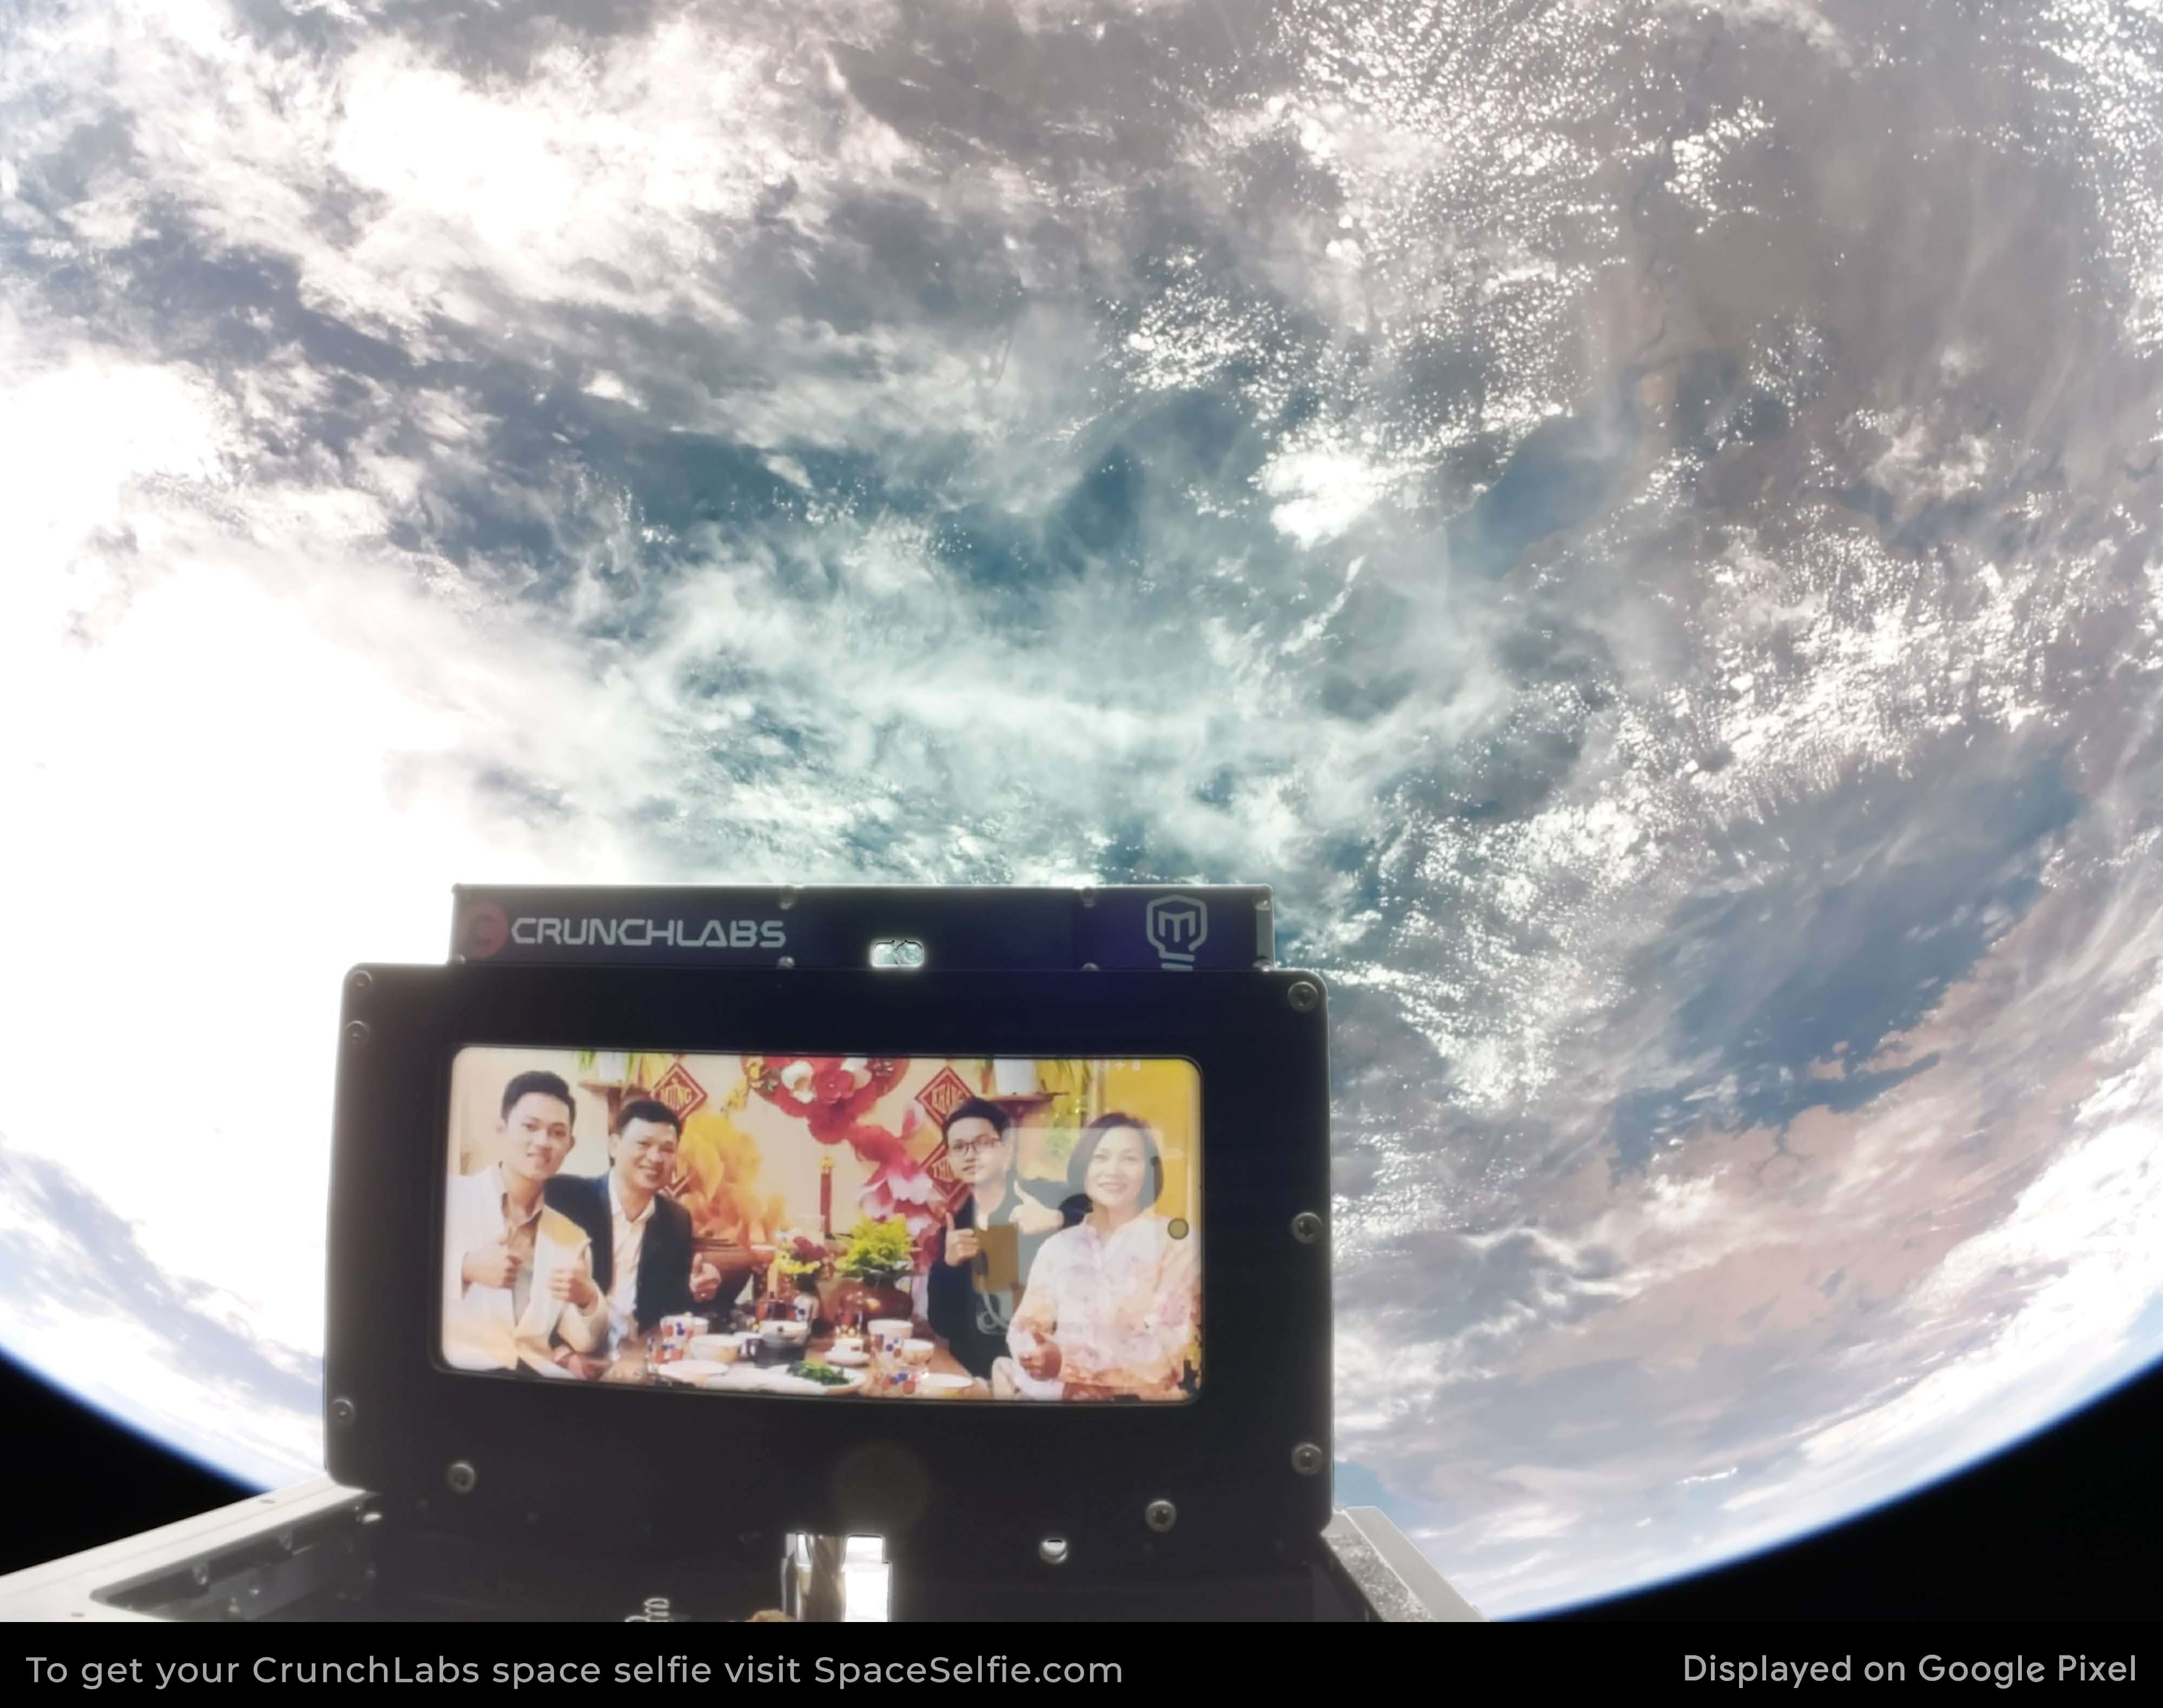 CRUNCHLABS
m
To get your CrunchLabs space selfie visit SpaceSelfie.com
Displayed on Google Pixel